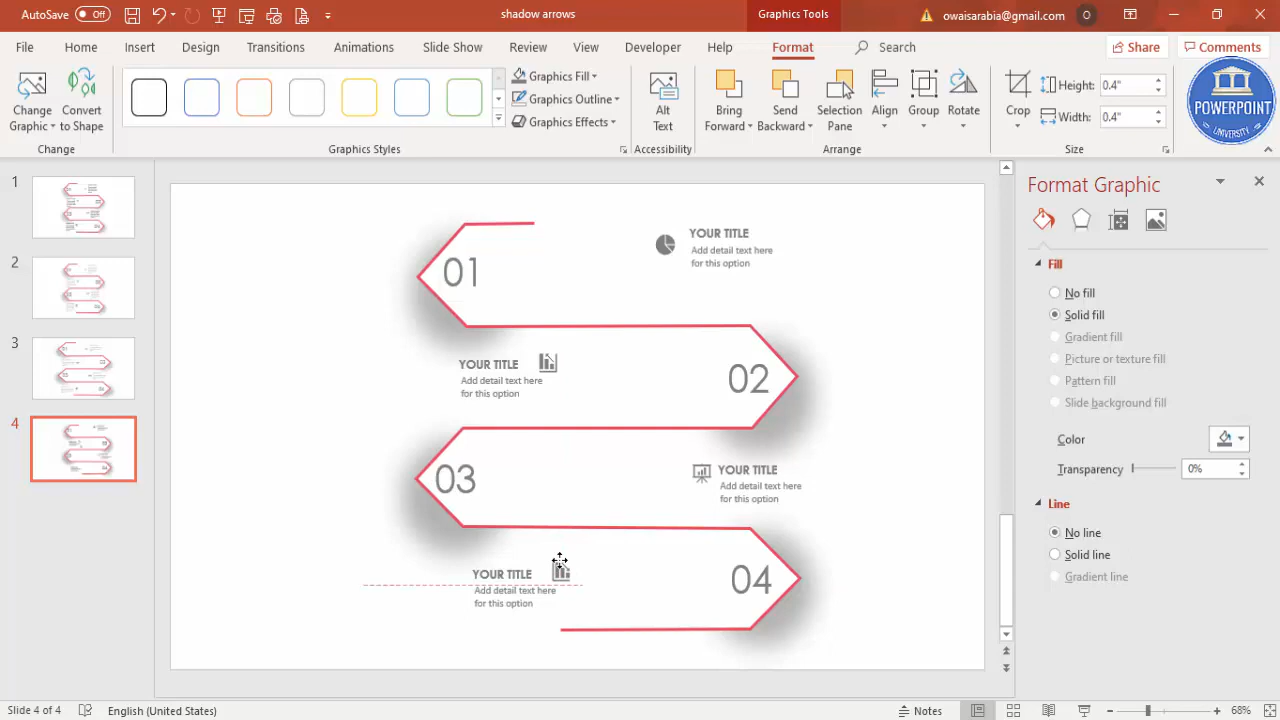 AutoSave Off
shadow arrows
Graphics Tools
owaisarabia@gmail.com
O
File Home Insert Design Transitions Animations Slide Show Review View Developer Help Format Search
Share Comments
Change Graphic
Convert to Shape
Change
Graphics Fill
Graphics Outline
Graphics Effects
Graphics Styles
Alt Text
Accessibility
Bring Forward
Send Backward
Selection Pane
Align
Group
Rotate
Arrange
Crop
Height: 0.4"
Width: 0.4"
Size
POWERPOINT
UNIVERSITY
1
2
3
4
01
YOUR TITLE
Add detail text here
for this option
YOUR TITLE
Add detail text here
for this option
02
03
YOUR TITLE
Add detail text here
for this option
YOUR TITLE
Add detail text here
for this option
04
Format Graphic
Fill
No fill
Solid fill
Gradient fill
Picture or texture fill
Pattern fill
Slide background fill
Color
Transparency 0%
Line
No line
Solid line
Gradient line
Slide 4 of 4
English (United States)
Notes
68%